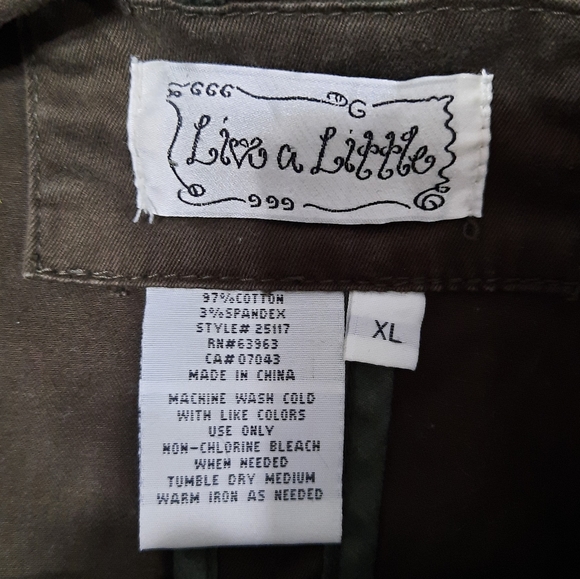 Live a Little
97%COTTON
3%SPANDEX
STYLE# 25117
RN#63963
CA#07043
MADE IN CHINA
XL
MACHINE WASH COLD
WITH LIKE COLORS
USE ONLY
NON-CHLORINE BLEACH
WHEN NEEDED
TUMBLE DRY MEDIUM
WARM IRON AS NEEDED